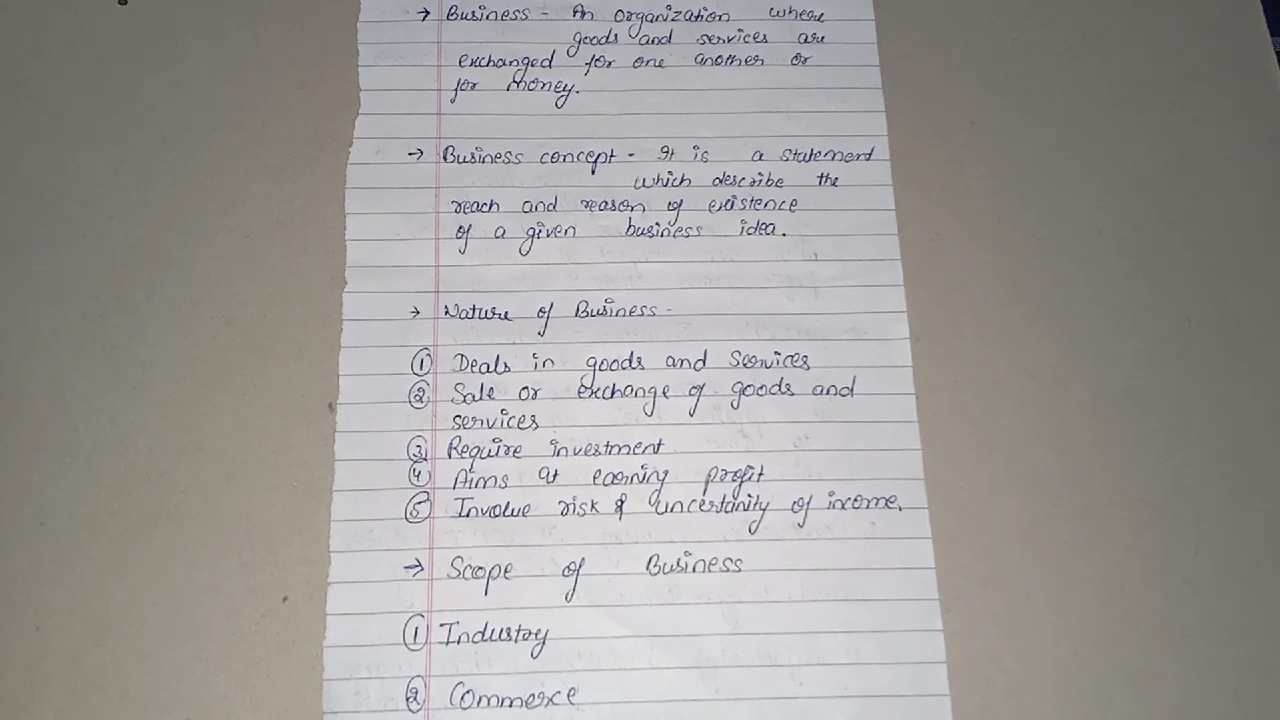 → Business - An organization where
goods and services are
exchanged for one another or
for money.
→ Business concept - It is a statement
which describe the
reach and reason of existence
of a given business idea.
→ Nature of Business -
① Deals in goods and Services
② Sale or exchange of goods and
services
③ Require investment
④ Aims at earning profit
⑤ Involve risk & uncertanity of income.
→ Scope of Business
① Industry
② Commerce